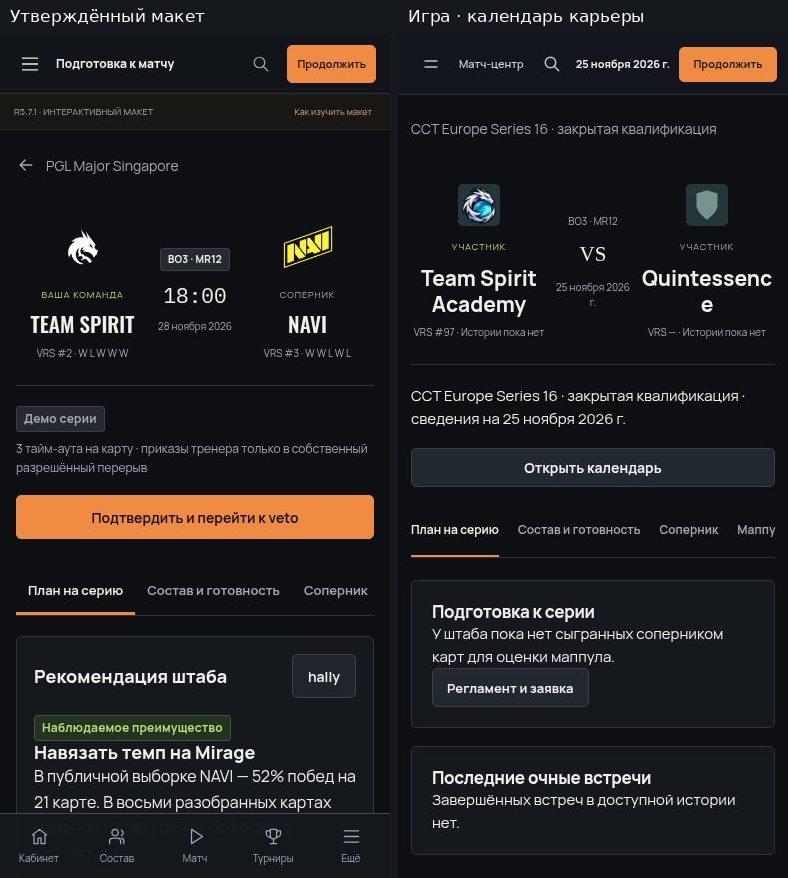 Утверждённый макет
Подготовка к матчу
Продолжить
R5.7.1 · ИНТЕРАКТИВНЫЙ МАКЕТ
Как изучить макет
PGL Major Singapore
NAVI
BO3 · MR12
ВАША КОМАНДА
18:00
СОПЕРНИК
TEAM SPIRIT
28 ноября 2026
NAVI
VRS #2 · W L W W W
VRS #3 · W W L W L
Демо серии
3 тайм-аута на карту · приказы тренера только в собственный
разрешённый перерыв
Подтвердить и перейти к veto
План на серию
Состав и готовность
Соперник
Рекомендация штаба
hally
Наблюдаемое преимущество
Навязать темп на Mirage
В публичной выборке NAVI — 52% побед на
21 карте. В восьми разобранных картах
Кабинет
Состав
Матч
Турниры
Ещё
Игра · календарь карьеры
Матч-центр
25 ноября 2026 г.
Продолжить
CCT Europe Series 16 · закрытая квалификация
BO3 · MR12
УЧАСТНИК
VS
УЧАСТНИК
Team Spirit
Academy
25 ноября 2026
г.
Quintessenc
e
VRS #97 · Истории пока нет
VRS — · Истории пока нет
CCT Europe Series 16 · закрытая квалификация ·
сведения на 25 ноября 2026 г.
Открыть календарь
План на серию
Состав и готовность
Соперник
Маппу
Подготовка к серии
У штаба пока нет сыгранных соперником
карт для оценки маппула.
Регламент и заявка
Последние очные встречи
Завершённых встреч в доступной истории
нет.